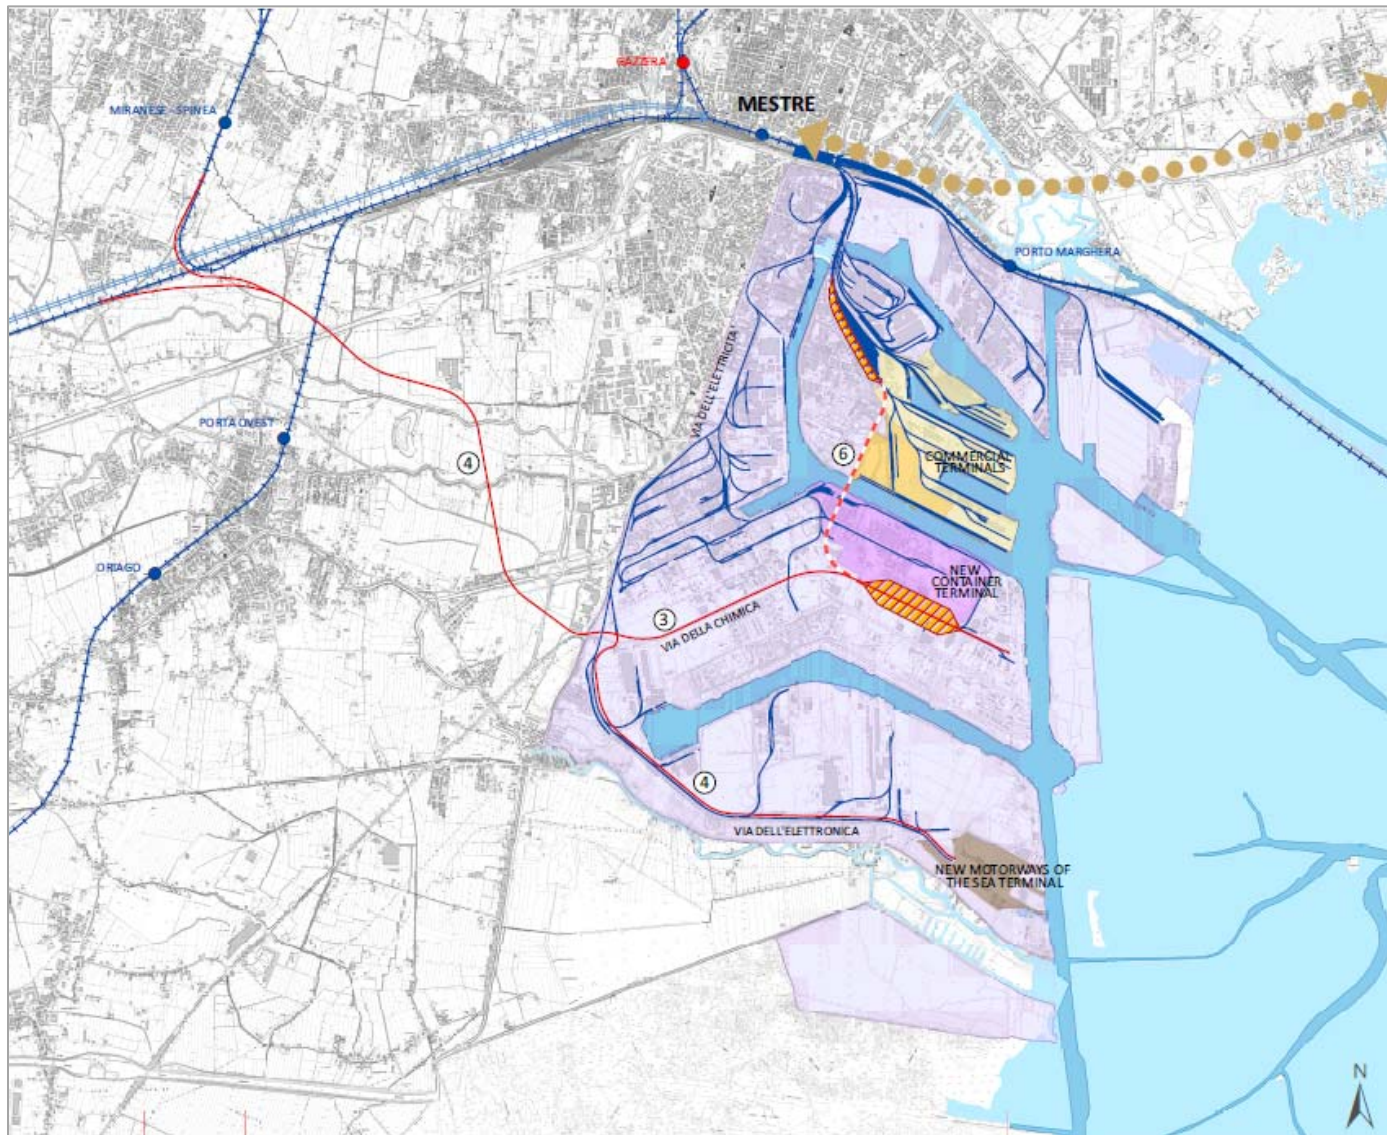 GAZZERA
MESTRE
MIRANESE - SPINEA
PORTO MARGHERA
VIA DELL'ELETTRICITA'
PORTA OVEST
4
6
COMMERCIAL
TERMINALS
ORIAGO
NEW
CONTAINER
TERMINAL
3
VIA DELLA CHIMICA
4
VIA DELL'ELETTRONICA
NEW MOTORWAYS OF
THE SEA TERMINAL
N